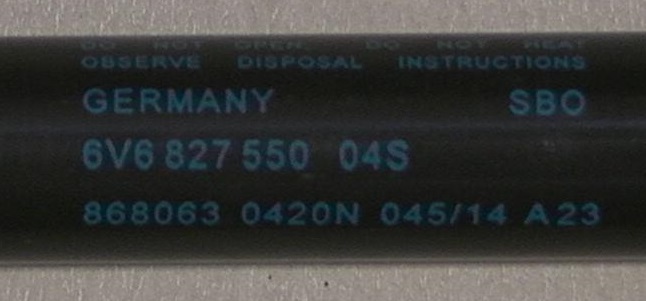 DO NOT OPEN. DO NOT HEAT
OBSERVE DISPOSAL INSTRUCTIONS
GERMANY SBO
6V6 827 550 04S
868063 0420N 045/14 A23